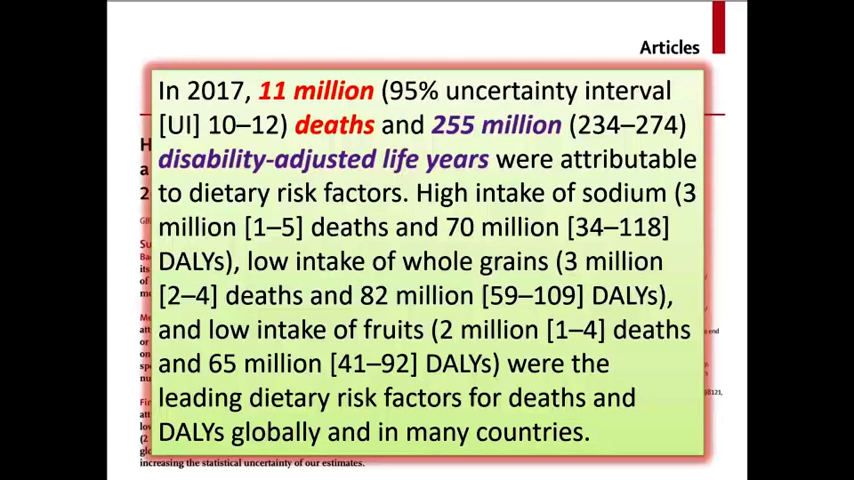 Articles
In 2017, 11 million (95% uncertainty interval
[UI] 10–12) deaths and 255 million (234–274)
disability-adjusted life years were attributable
to dietary risk factors. High intake of sodium (3
million [1–5] deaths and 70 million [34–118]
DALYs), low intake of whole grains (3 million
[2–4] deaths and 82 million [59–109] DALYs),
and low intake of fruits (2 million [1–4] deaths
and 65 million [41–92] DALYs) were the
leading dietary risk factors for deaths and
DALYs globally and in many countries.
increasing the statistical uncertainty of our estimates.